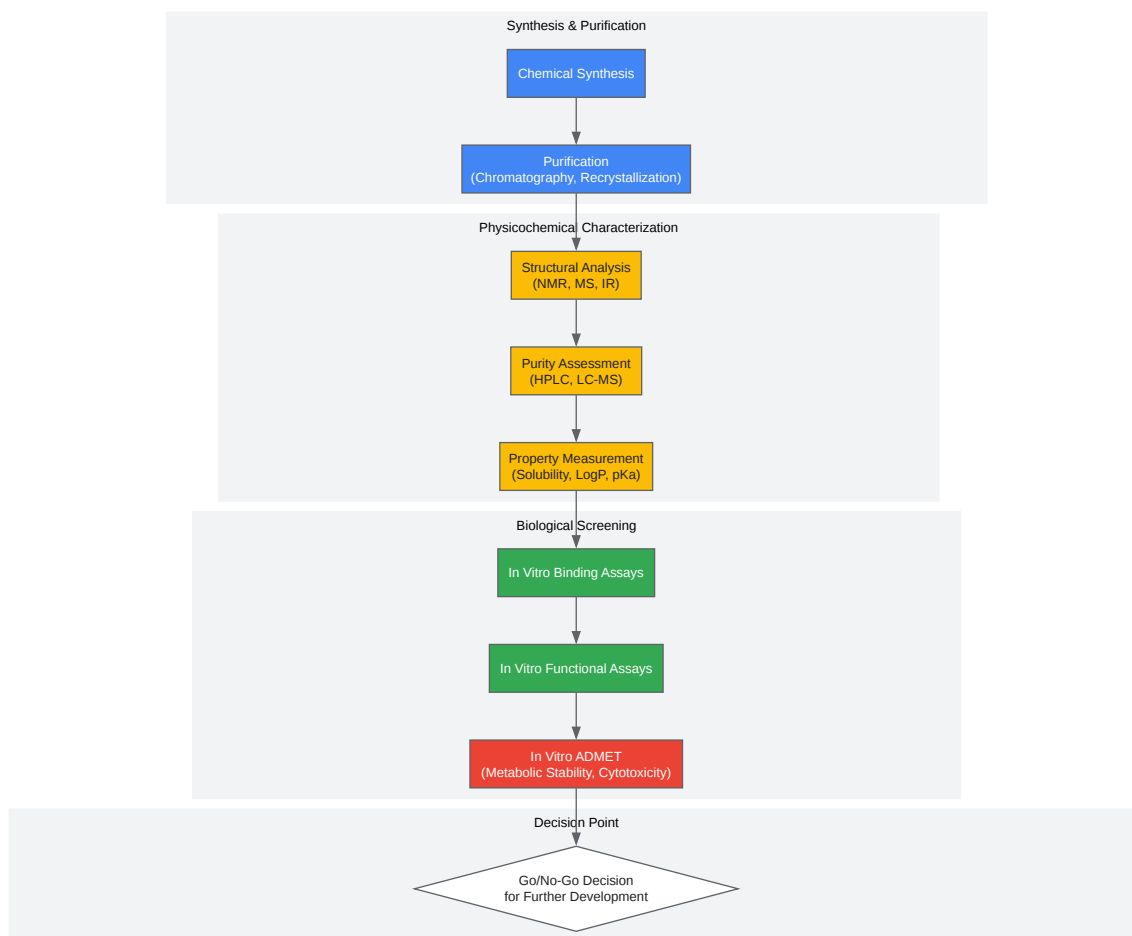 Synthesis & Purification
Chemical Synthesis
Purification
(Chromatography, Recrystallization)
Physicochemical Characterization
Structural Analysis
(NMR, MS, IR)
Purity Assessment
(HPLC, LC-MS)
Property Measurement
(Solubility, LogP, pKa)
Biological Screening
In Vitro Binding Assays
In Vitro Functional Assays
In Vitro ADMET
(Metabolic Stability, Cytotoxicity)
Decision Point
Go/No-Go Decision
for Further Development